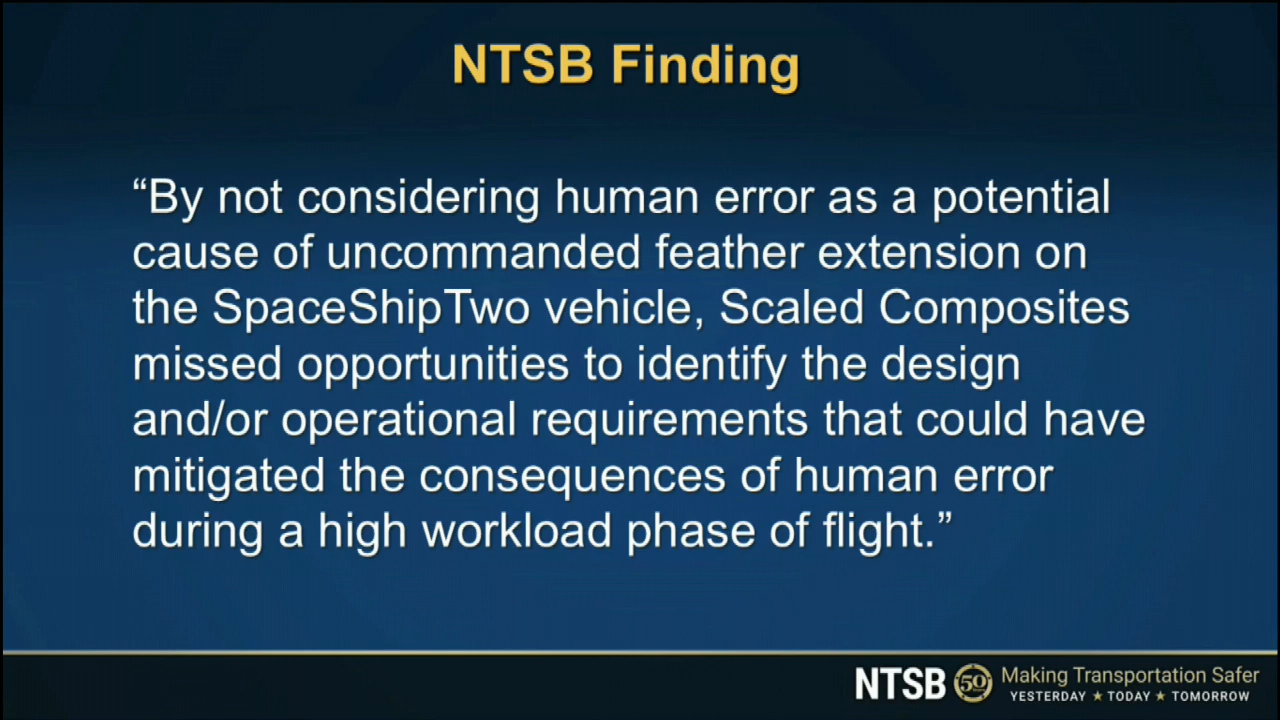 NTSB Finding
“By not considering human error as a potential
cause of uncommanded feather extension on
the SpaceShipTwo vehicle, Scaled Composites
missed opportunities to identify the design
and/or operational requirements that could have
mitigated the consequences of human error
during a high workload phase of flight.”
NTSB 50 Making Transportation Safer
YESTERDAY ★ TODAY ★ TOMORROW